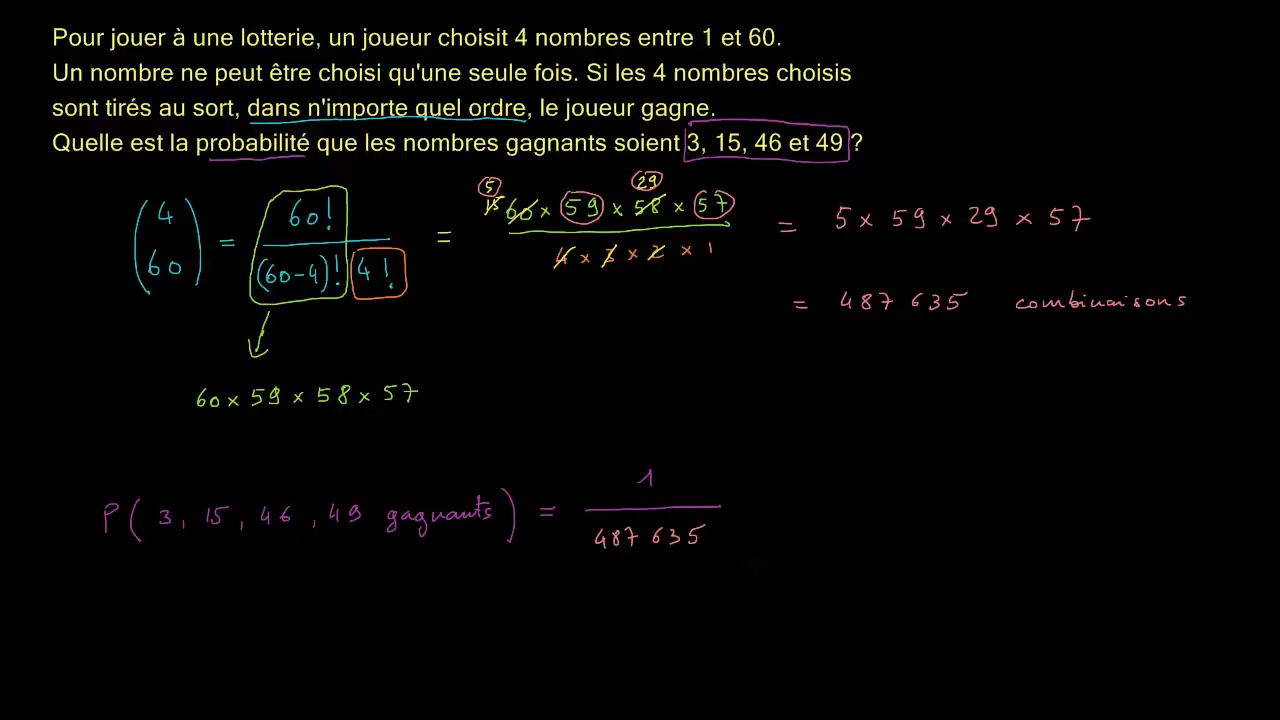 Pour jouer à une lotterie, un joueur choisit 4 nombres entre 1 et 60.
Un nombre ne peut être choisi qu'une seule fois. Si les 4 nombres choisis
sont tirés au sort, dans n'importe quel ordre, le joueur gagne.
Quelle est la probabilité que les nombres gagnants soient 3, 15, 46 et 49 ?
5 29
(4 60) = 60! / (60-4)! 4! = 15 60 × 59 × 58 × 57 / 4 × 3 × 2 × 1 = 5 × 59 × 29 × 57
= 487 635 combinaisons
60 × 59 × 58 × 57
P( 3, 15, 46, 49 gagnants ) = 1 / 487 635